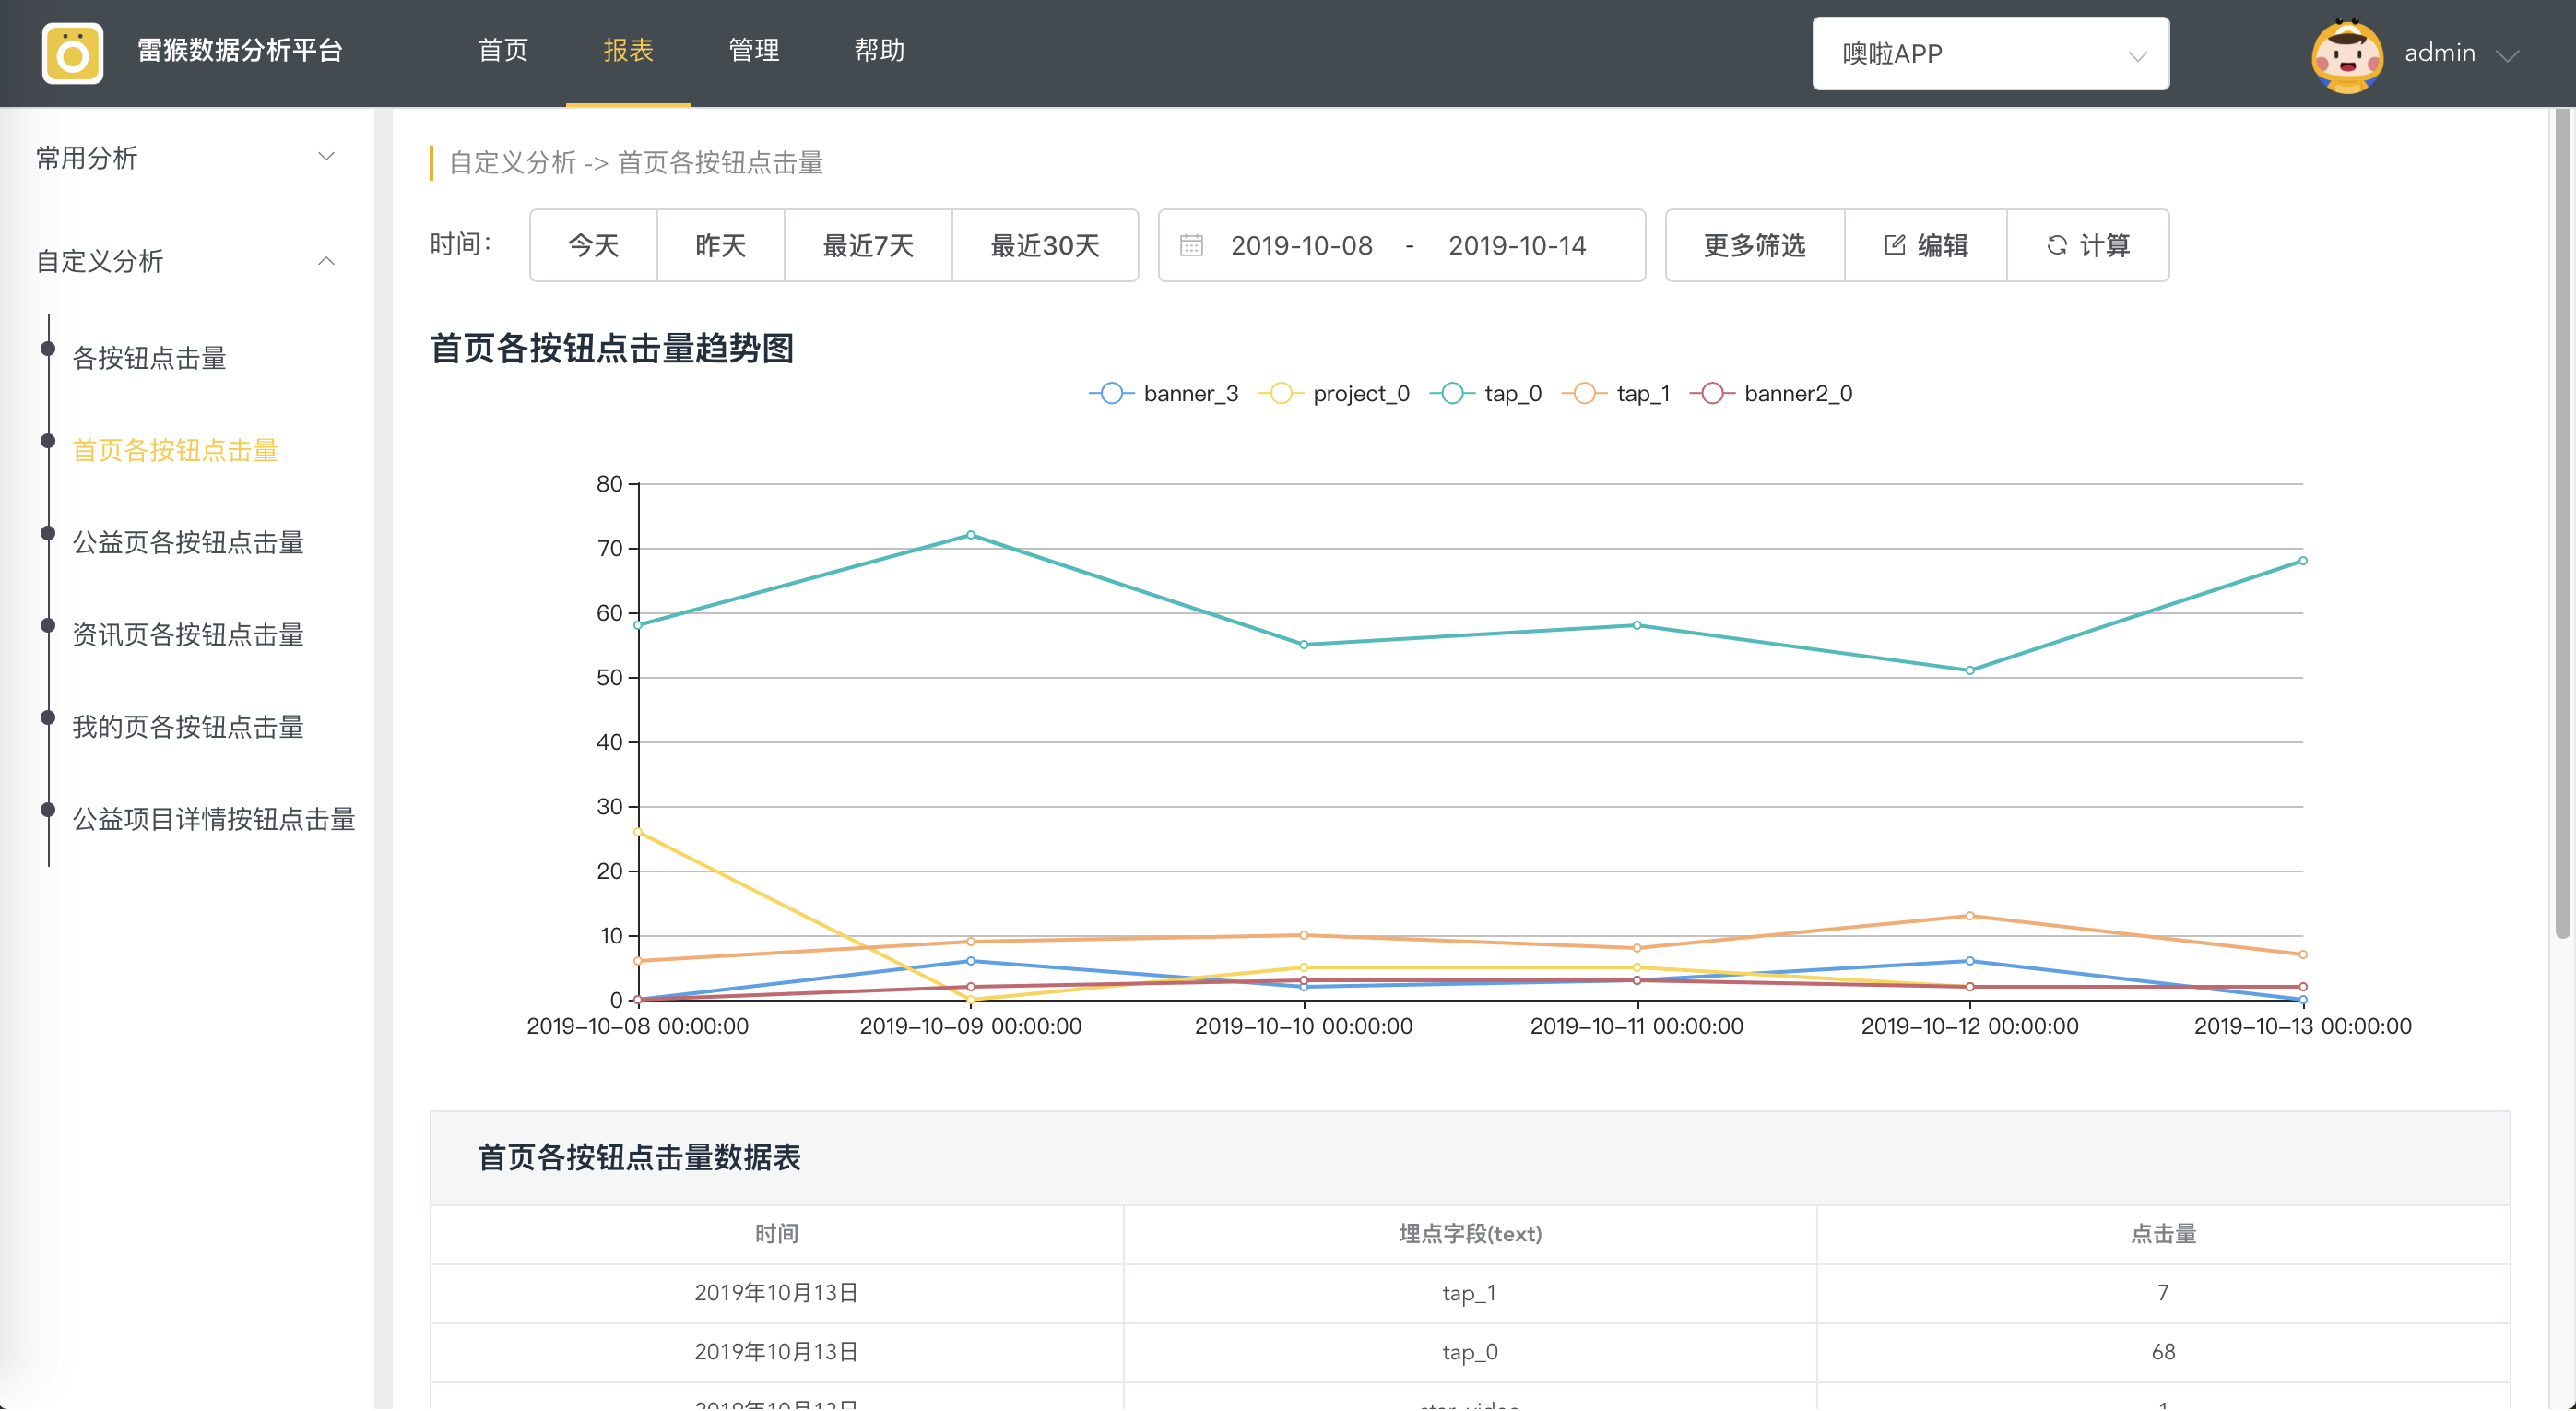 雷猴数据分析平台 首页 报表 管理 帮助 噢啦APP admin
常用分析
自定义分析
各按钮点击量
首页各按钮点击量
公益页各按钮点击量
资讯页各按钮点击量
我的页各按钮点击量
公益项目详情按钮点击量
自定义分析 -> 首页各按钮点击量
时间： 今天 昨天 最近7天 最近30天 2019-10-08 - 2019-10-14 更多筛选 编辑 计算
首页各按钮点击量趋势图
banner_3 project_0 tap_0 tap_1 banner2_0
80
70
60
50
40
30
20
10
0
2019-10-08 00:00:00 2019-10-09 00:00:00 2019-10-10 00:00:00 2019-10-11 00:00:00 2019-10-12 00:00:00 2019-10-13 00:00:00
首页各按钮点击量数据表
时间 埋点字段(text) 点击量
2019年10月13日 tap_1 7
2019年10月13日 tap_0 68